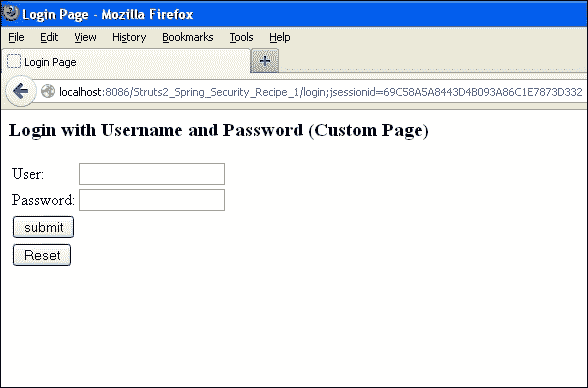 Login Page - Mozilla Firefox
File Edit View History Bookmarks Tools Help
Login Page +
localhost:8086/Struts2_Spring_Security_Recipe_1/login;jsessionid=69C58A5A8443D4B093A86C1E7873D332
Login with Username and Password (Custom Page)
User:
Password:
submit
Reset